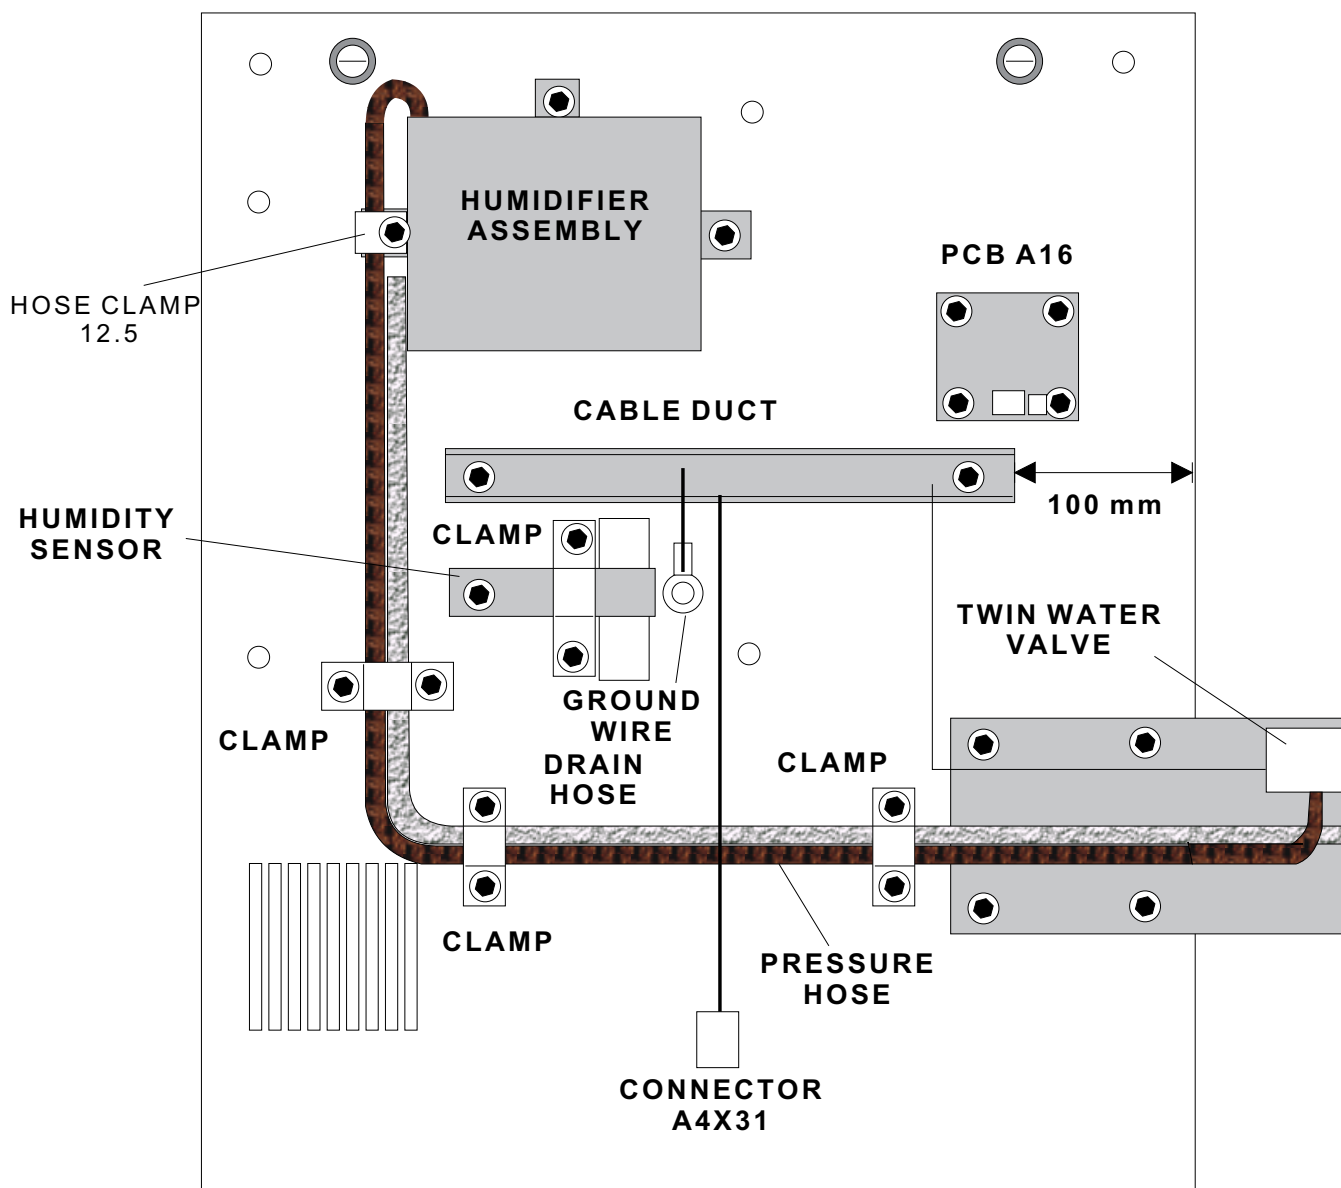 HUMIDIFIER
ASSEMBLY
PCB A16
HOSE CLAMP
12.5
CABLE DUCT
100 mm
HUMIDITY
SENSOR
CLAMP
TWIN WATER
VALVE
GROUND
WIRE
CLAMP
DRAIN
HOSE
CLAMP
CLAMP
PRESSURE
HOSE
CONNECTOR
A4X31